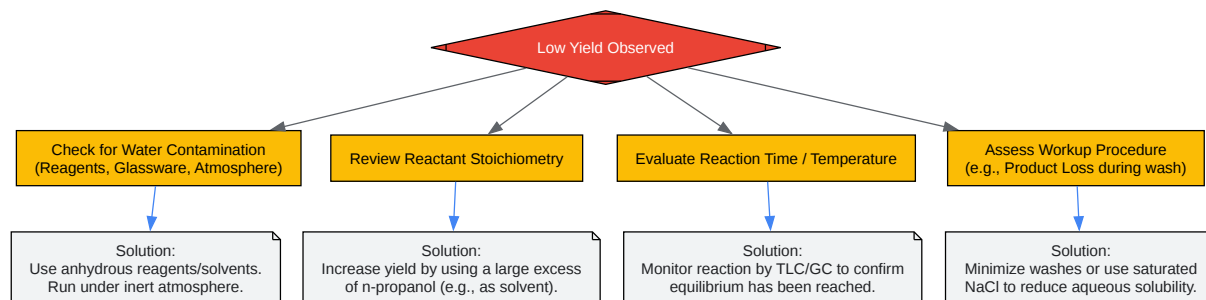 Low Yield Observed
Check for Water Contamination
(Reagents, Glassware, Atmosphere)
Review Reactant Stoichiometry
Evaluate Reaction Time / Temperature
Assess Workup Procedure
(e.g., Product Loss during wash)
Solution:
Use anhydrous reagents/solvents.
Run under inert atmosphere.
Solution:
Increase yield by using a large excess
of n-propanol (e.g., as solvent).
Solution:
Monitor reaction by TLC/GC to confirm
equilibrium has been reached.
Solution:
Minimize washes or use saturated
NaCl to reduce aqueous solubility.